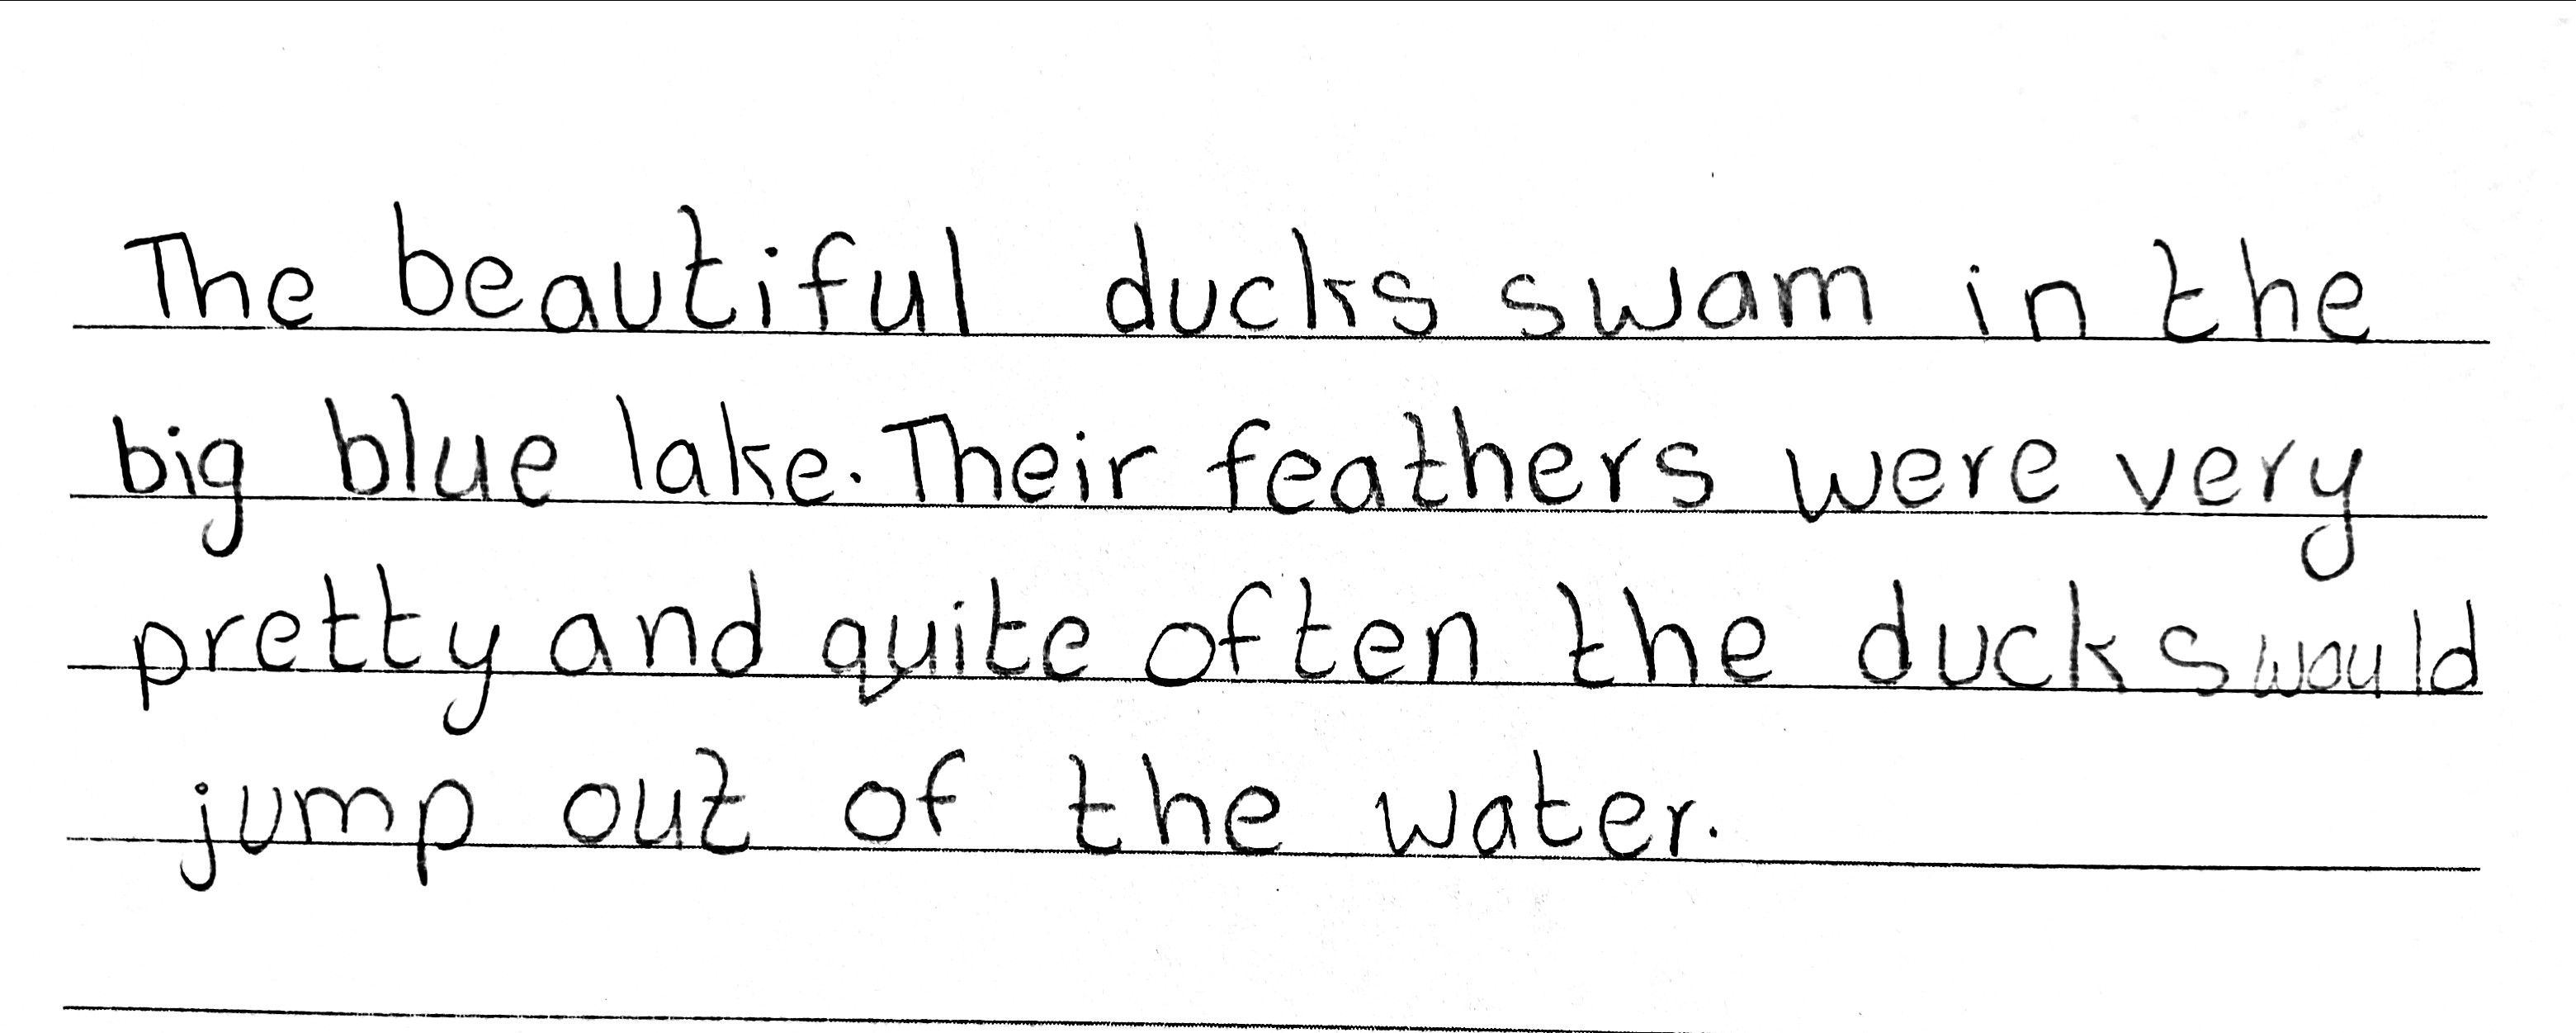 The beautiful ducks swam in the
big blue lake. Their feathers were very
pretty and quite often the ducks would
jump out of the water.